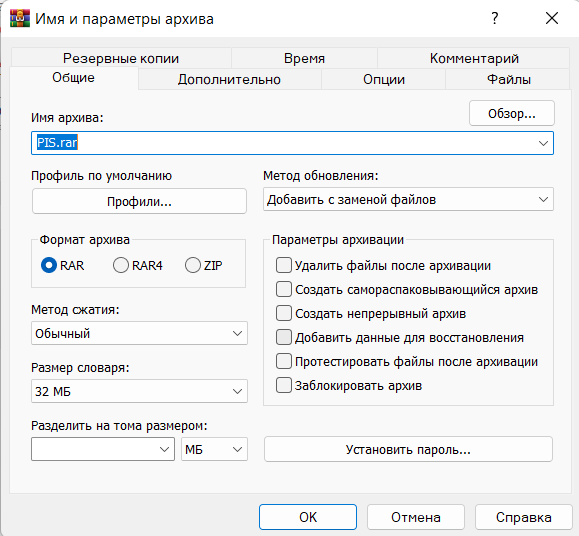 Имя и параметры архива
?
Резервные копии Время Комментарий
Общие Дополнительно Опции Файлы
Обзор...
Имя архива:
PIS.rar
Профиль по умолчанию
Метод обновления:
Профили...
Добавить с заменой файлов
Формат архива
RAR RAR4 ZIP
Параметры архивации
Удалить файлы после архивации
Создать самораспаковывающийся архив
Создать непрерывный архив
Добавить данные для восстановления
Протестировать файлы после архивации
Заблокировать архив
Метод сжатия:
Обычный
Размер словаря:
32 МБ
Разделить на тома размером:
МБ
Установить пароль...
OK Отмена Справка